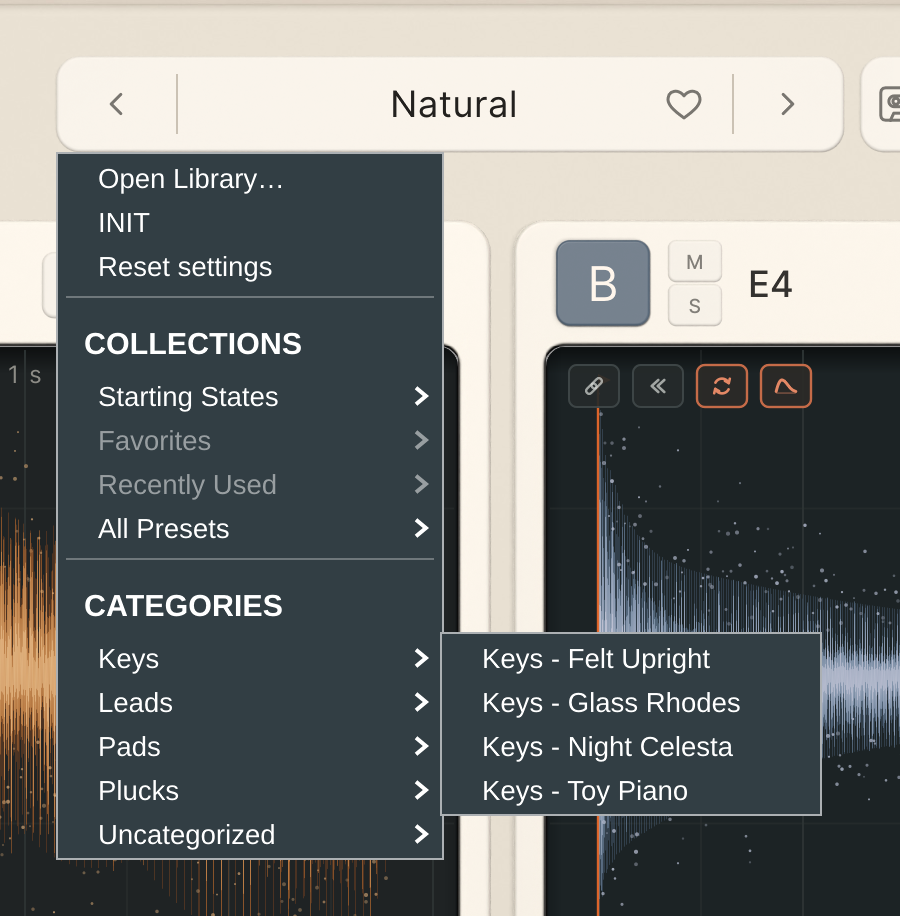 Natural
Open Library…
INIT
Reset settings
COLLECTIONS
Starting States
Favorites
Recently Used
All Presets
CATEGORIES
Keys
Leads
Pads
Plucks
Uncategorized
Keys - Felt Upright
Keys - Glass Rhodes
Keys - Night Celesta
Keys - Toy Piano
1 s
B
M
S
E4